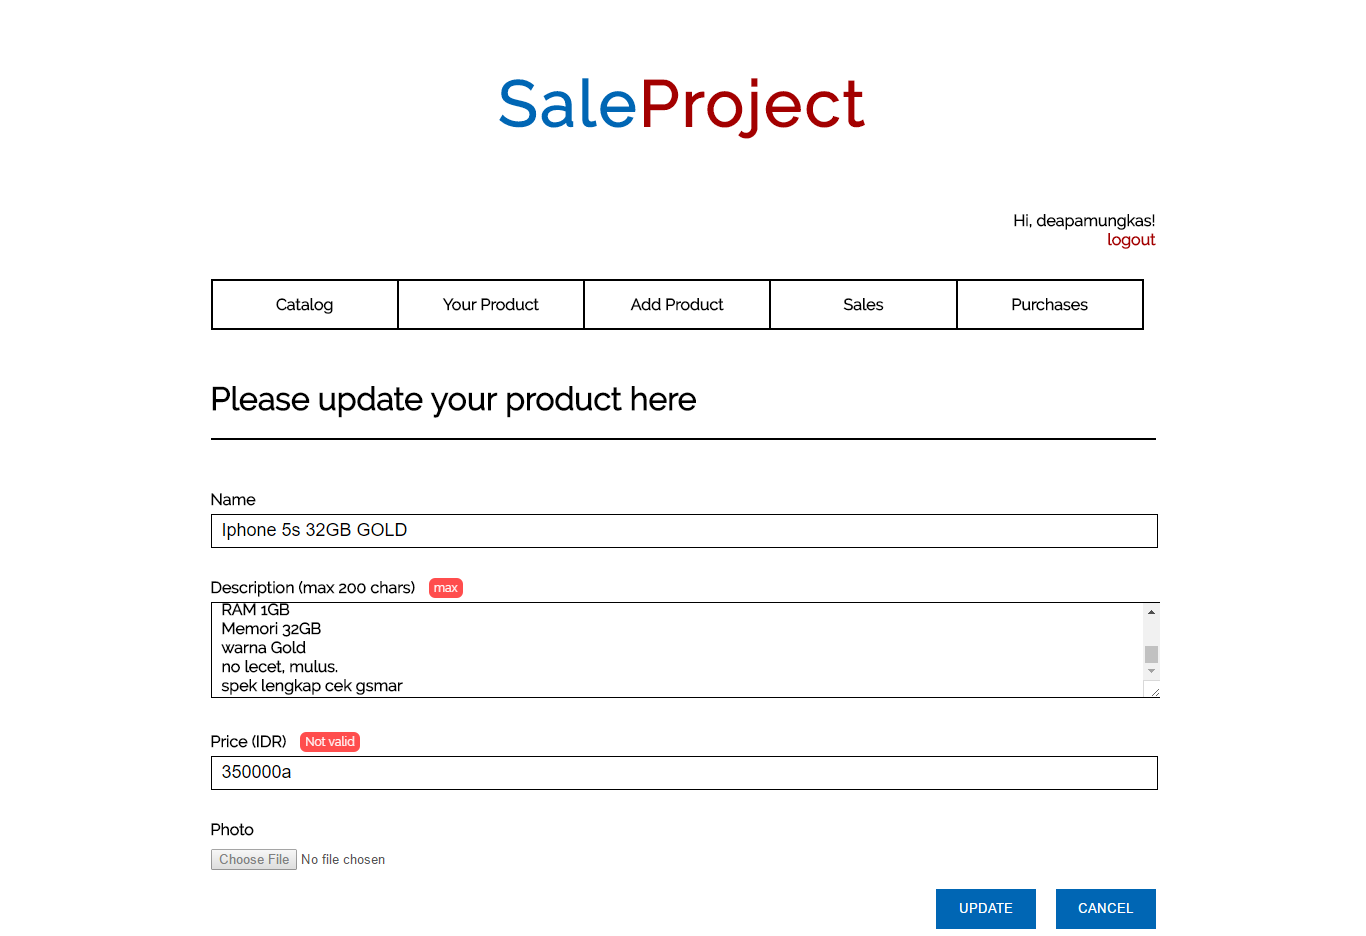 SaleProject
Hi, deapamungkas!
logout
Catalog Your Product Add Product Sales Purchases
Please update your product here
Name
Iphone 5s 32GB GOLD
Description (max 200 chars) max
RAM 1GB
Memori 32GB
warna Gold
no lecet, mulus.
spek lengkap cek gsmar
Price (IDR) Not valid
350000a
Photo
Choose File No file chosen
UPDATE CANCEL